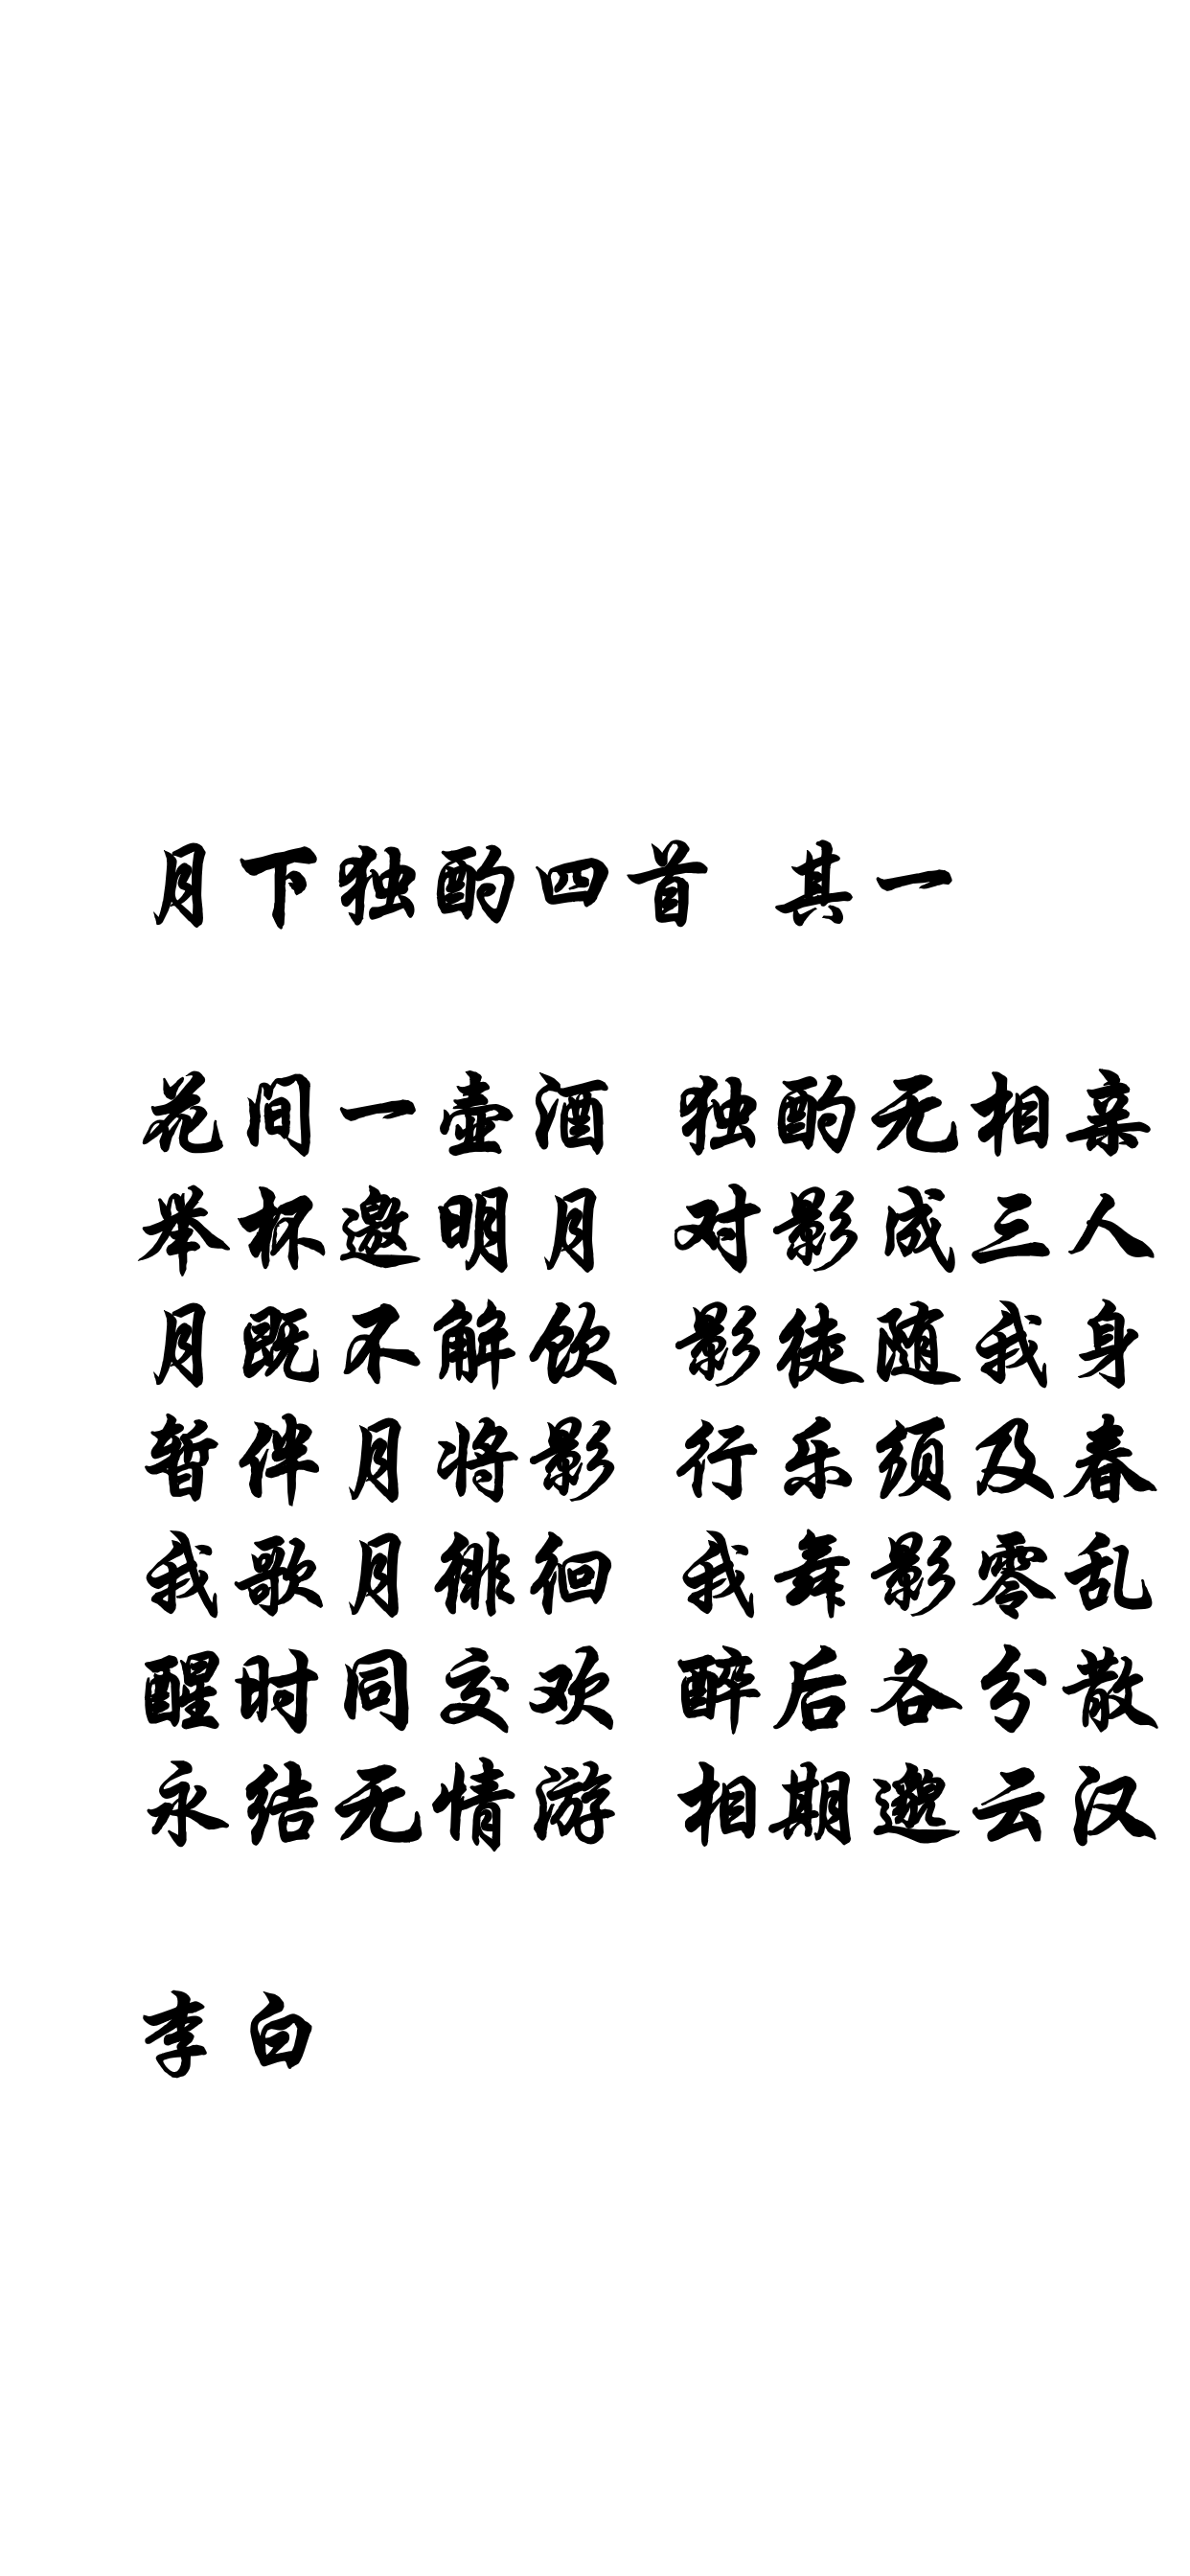 月下独酌四首 其一
花间一壶酒 独酌无相亲
举杯邀明月 对影成三人
月既不解饮 影徒随我身
暂伴月将影 行乐须及春
我歌月徘徊 我舞影零乱
醒时同交欢 醉后各分散
永结无情游 相期邈云汉
李白